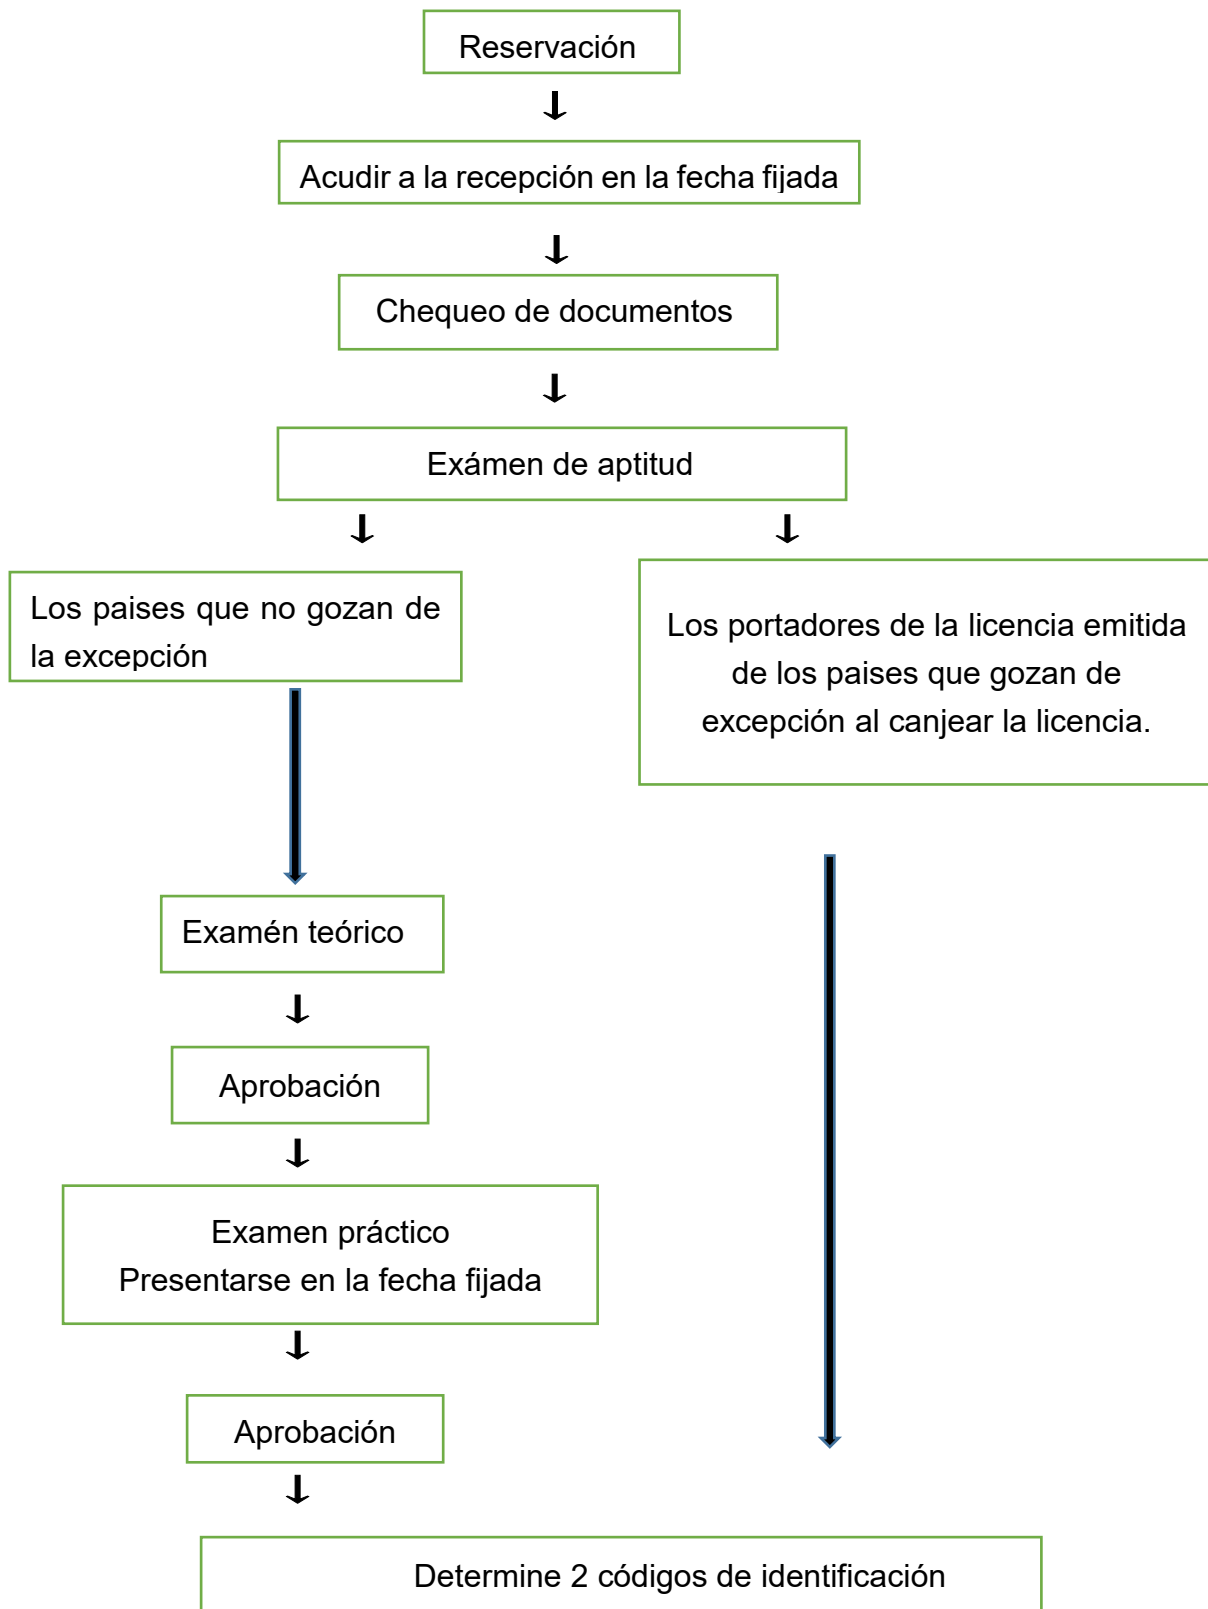 Reservación
Acudir a la recepción en la fecha fijada
Chequeo de documentos
Exámen de aptitud
Los paises que no gozan de
la excepción
Los portadores de la licencia emitida
de los paises que gozan de
excepción al canjear la licencia.
Examén teórico
Aprobación
Examen práctico
Presentarse en la fecha fijada
Aprobación
Determine 2 códigos de identificación